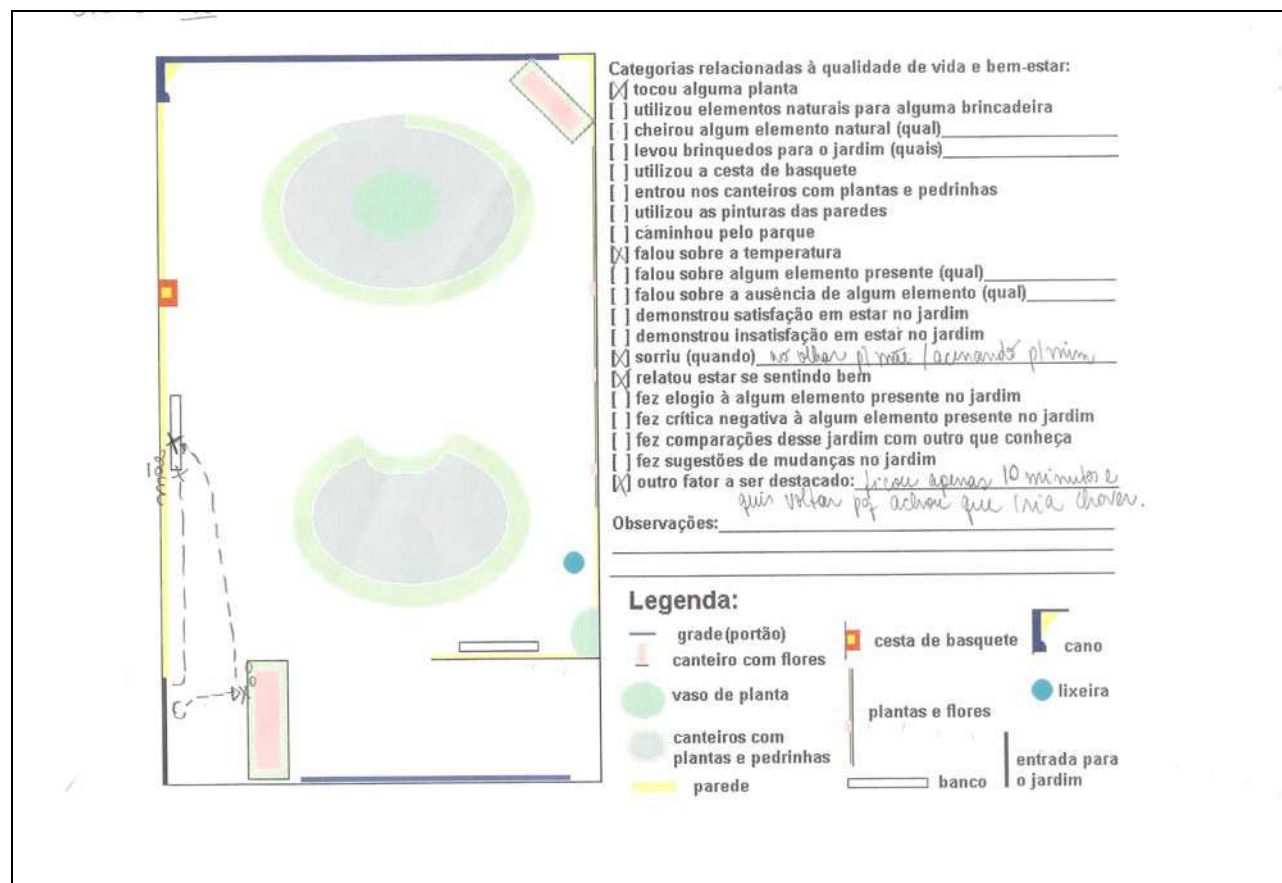 Categorias relacionadas à qualidade de vida e bem-estar:
[X] tocou alguma planta
[ ] utilizou elementos naturais para alguma brincadeira
[ ] cheirou algum elemento natural (qual)
[ ] levou brinquedos para o jardim (quais)
[ ] utilizou a cesta de basquete
[ ] entrou nos canteiros com plantas e pedrinhas
[ ] utilizou as pinturas das paredes
[ ] caminhou pelo parque
[X] falou sobre a temperatura
[ ] falou sobre algum elemento presente (qual)
[ ] falou sobre a ausência de algum elemento (qual)
[ ] demonstrou satisfação em estar no jardim
[ ] demonstrou insatisfação em estar no jardim
[X] sorriu (quando) ao olhar p/ mãe / acenando p/ mim
[X] relatou estar se sentindo bem
[ ] fez elogio à algum elemento presente no jardim
[ ] fez crítica negativa à algum elemento presente no jardim
[ ] fez comparações desse jardim com outro que conheça
[ ] fez sugestões de mudanças no jardim
[X] outro fator a ser destacado: ficou apenas 10 minutos e
quis voltar pq achou que iria chover.
Observações:
Legenda:
grade (portão)
canteiro com flores
vaso de planta
canteiros com
plantas e pedrinhas
parede
cesta de basquete
plantas e flores
banco
cano
lixeira
entrada para
o jardim